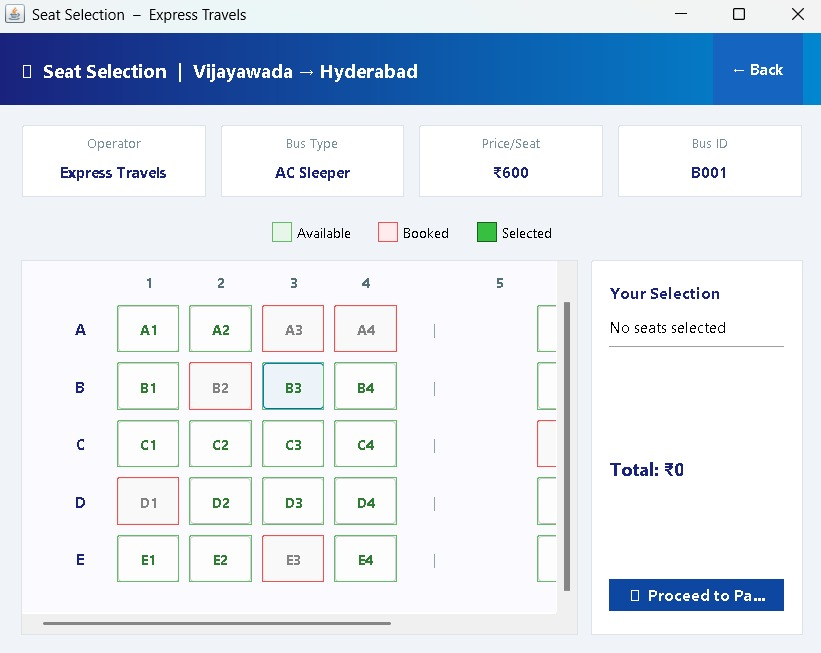 Seat Selection – Express Travels
Seat Selection | Vijayawada → Hyderabad
← Back
Operator
Express Travels
Bus Type
AC Sleeper
Price/Seat
₹600
Bus ID
B001
Available
Booked
Selected
1 2 3 4 5
A A1 A2 A3 A4 |
B B1 B2 B3 B4 |
C C1 C2 C3 C4 |
D D1 D2 D3 D4 |
E E1 E2 E3 E4 |
Your Selection
No seats selected
Total: ₹0
Proceed to Pa...